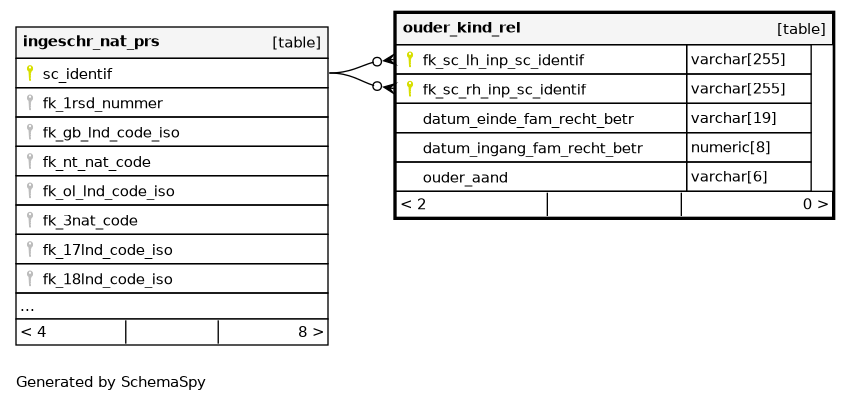 ingeschr_nat_prs [table]
sc_identif
fk_1rsd_nummer
fk_gb_lnd_code_iso
fk_nt_nat_code
fk_ol_lnd_code_iso
fk_3nat_code
fk_17lnd_code_iso
fk_18lnd_code_iso
...
< 4 8 >
ouder_kind_rel [table]
fk_sc_lh_inp_sc_identif varchar[255]
fk_sc_rh_inp_sc_identif varchar[255]
datum_einde_fam_recht_betr varchar[19]
datum_ingang_fam_recht_betr numeric[8]
ouder_aand varchar[6]
< 2 0 >
Generated by SchemaSpy